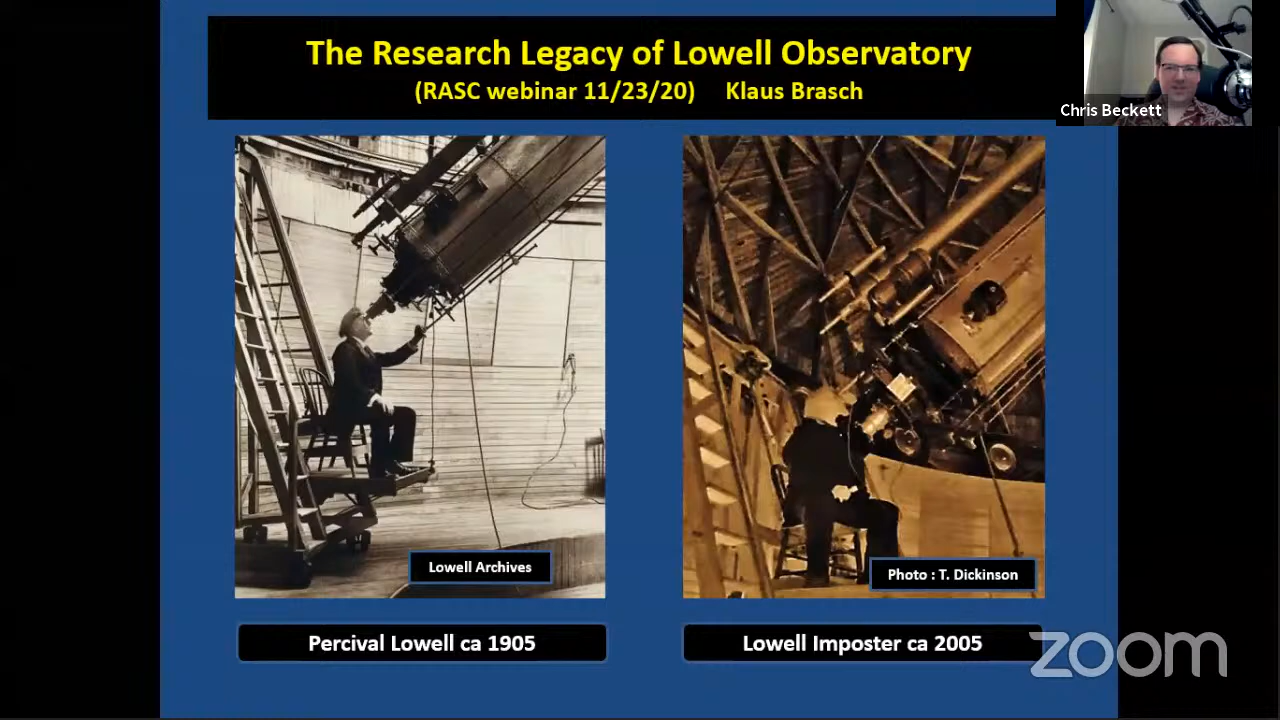 The Research Legacy of Lowell Observatory
(RASC webinar 11/23/20) Klaus Brasch
Chris Beckett
Lowell Archives
Photo : T. Dickinson
Percival Lowell ca 1905
Lowell Imposter ca 2005
zoom